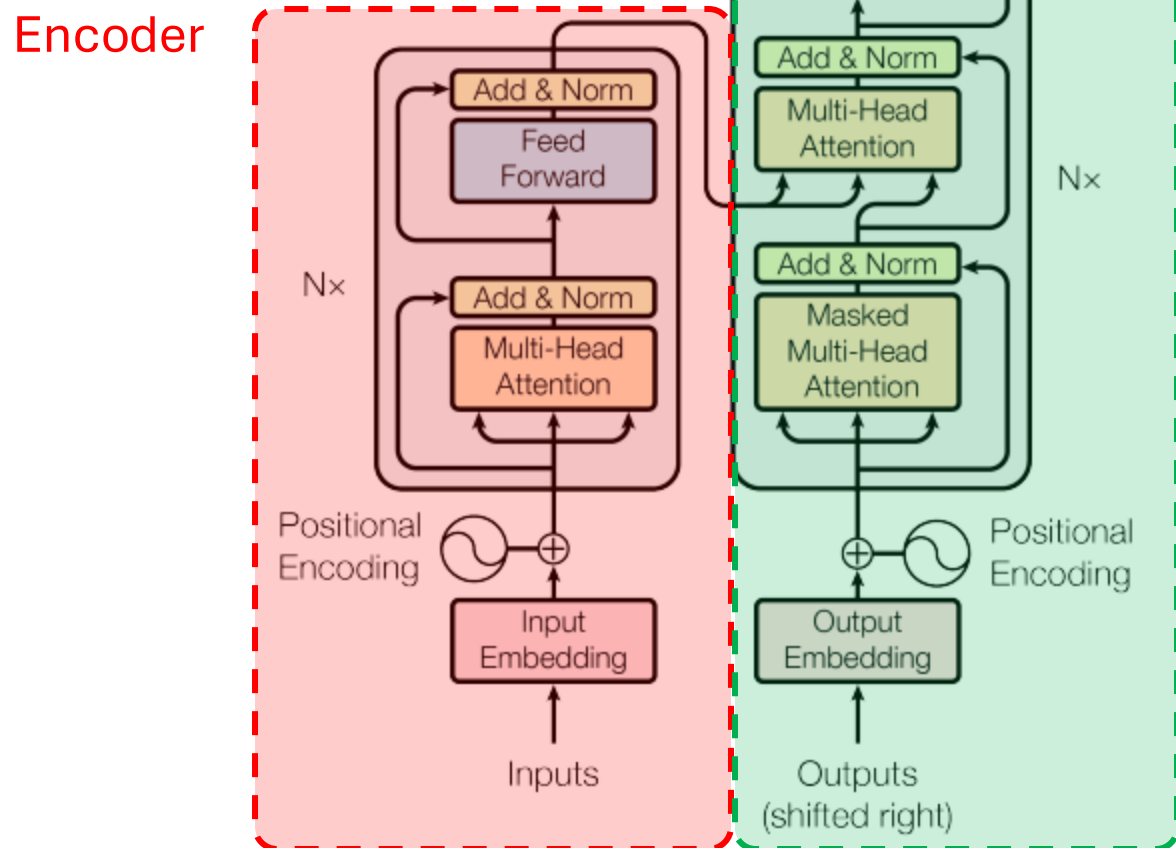 Encoder
Add & Norm
Feed
Forward
Nx
Add & Norm
Multi-Head
Attention
Positional
Encoding
Input
Embedding
Inputs
Add & Norm
Multi-Head
Attention
N×
Add & Norm
Masked
Multi-Head
Attention
Positional
Encoding
Output
Embedding
Outputs
(shifted right)